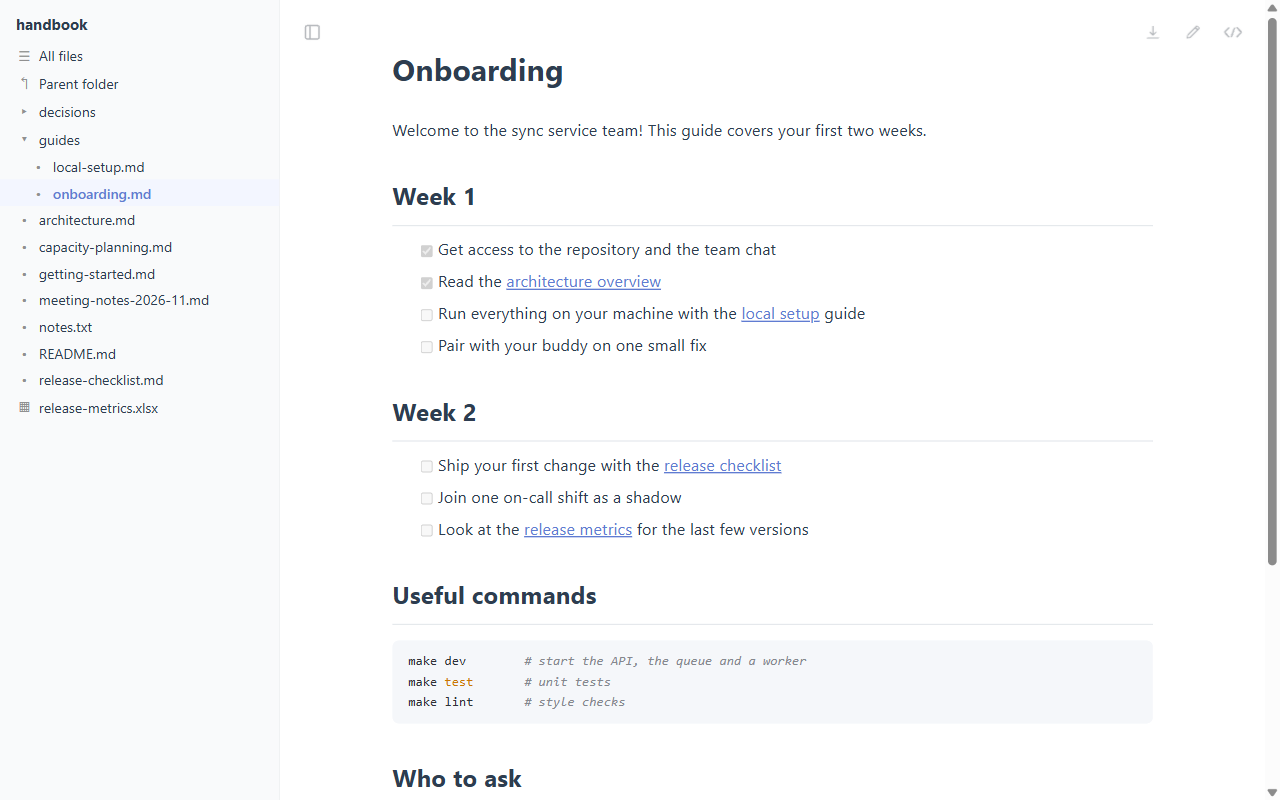 handbook
All files
Parent folder
decisions
guides
local-setup.md
onboarding.md
architecture.md
capacity-planning.md
getting-started.md
meeting-notes-2026-11.md
notes.txt
README.md
release-checklist.md
release-metrics.xlsx
Onboarding
Welcome to the sync service team! This guide covers your first two weeks.
Week 1
Get access to the repository and the team chat
Read the architecture overview
Run everything on your machine with the local setup guide
Pair with your buddy on one small fix
Week 2
Ship your first change with the release checklist
Join one on-call shift as a shadow
Look at the release metrics for the last few versions
Useful commands
make dev # start the API, the queue and a worker
make test # unit tests
make lint # style checks
Who to ask